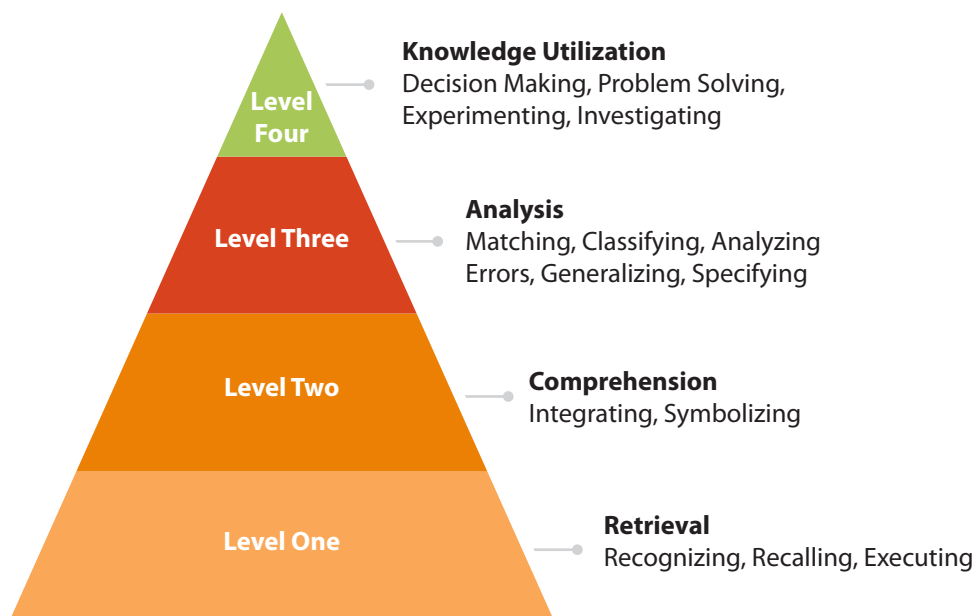 Level
Four
Knowledge Utilization
Decision Making, Problem Solving,
Experimenting, Investigating
Level Three
Analysis
Matching, Classifying, Analyzing
Errors, Generalizing, Specifying
Level Two
Comprehension
Integrating, Symbolizing
Level One
Retrieval
Recognizing, Recalling, Executing